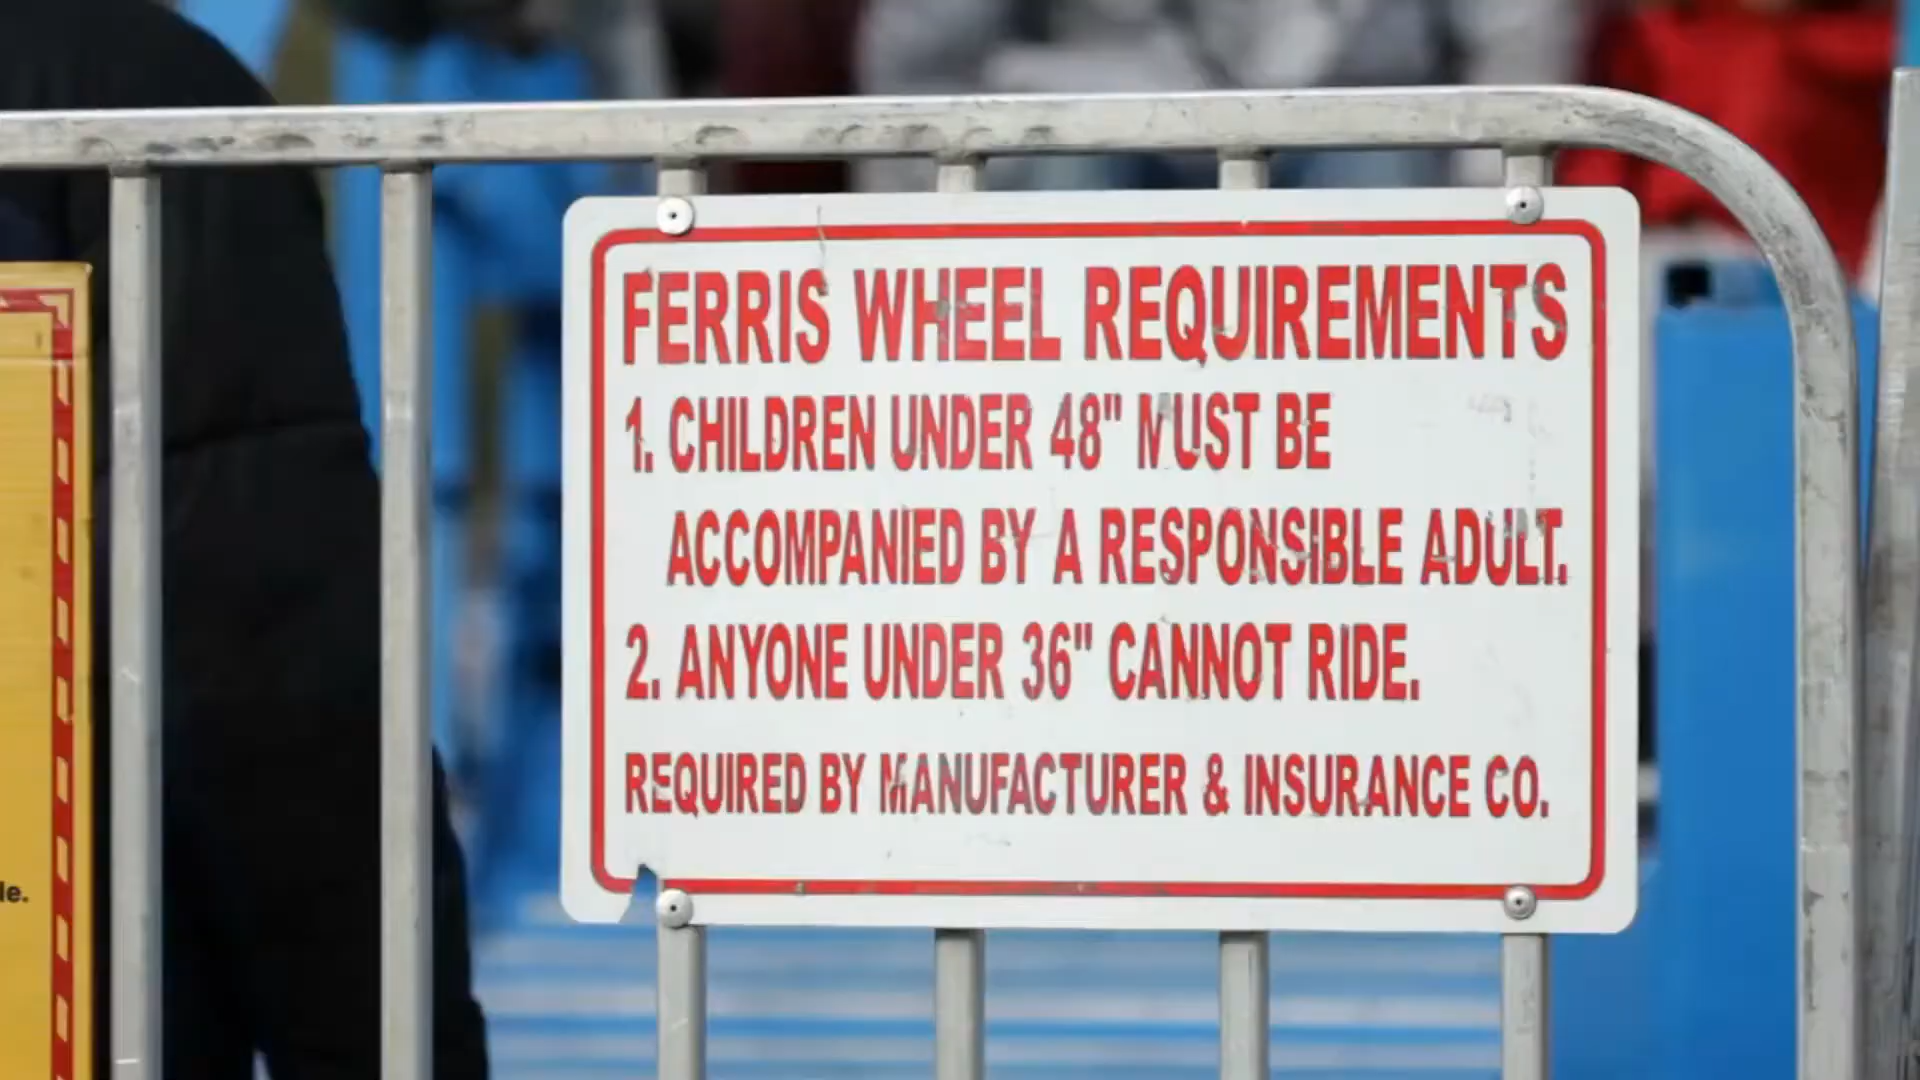 FERRIS WHEEL REQUIREMENTS
1. CHILDREN UNDER 48" MUST BE
ACCOMPANIED BY A RESPONSIBLE ADULT.
2. ANYONE UNDER 36" CANNOT RIDE.
REQUIRED BY MANUFACTURER & INSURANCE CO.